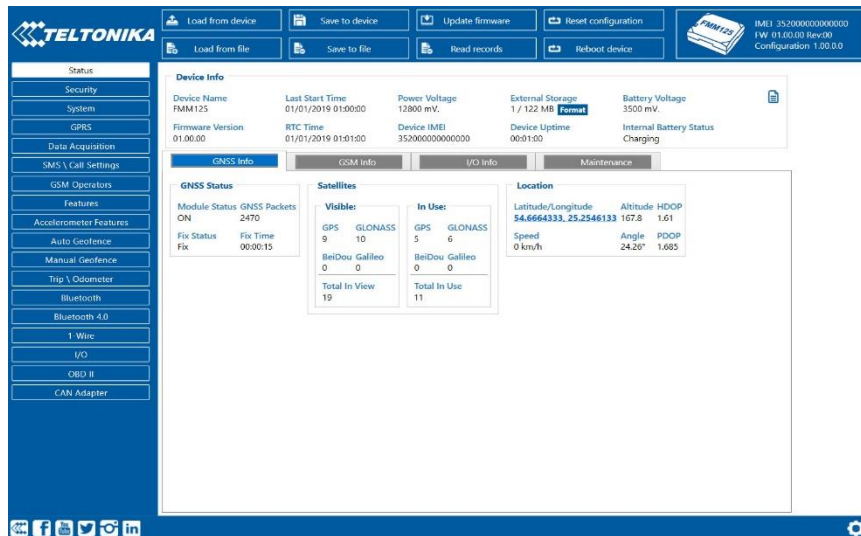 TELTONIKA
Load from device
Save to device
Update firmware
Reset configuration
Load from file
Save to file
Read records
Reboot device
FMM125
IMEI 352000000000000
FW 01.00.00 Rev:00
Configuration 1.00.0.0
Status
Security
System
GPRS
Data Acquisition
SMS \ Call Settings
GSM Operators
Features
Accelerometer Features
Auto Geofence
Manual Geofence
Trip \ Odometer
Bluetooth
Bluetooth 4.0
1-Wire
I/O
OBD II
CAN Adapter
Device Info
Device Name Last Start Time Power Voltage External Storage Battery Voltage
FMM125 01/01/2019 01:00:00 12800 mV. 1 / 122 MB Format 3500 mV.
Firmware Version RTC Time Device IMEI Device Uptime Internal Battery Status
01.00.00 01/01/2019 01:01:00 352000000000000 00:01:00 Charging
GNSS Info GSM Info I/O Info Maintenance
GNSS Status
Module Status GNSS Packets
ON 2470
Fix Status Fix Time
Fix 00:00:15
Satellites
Visible:
GPS GLONASS
9 10
BeiDou Galileo
0 0
Total In View
19
In Use:
GPS GLONASS
5 6
BeiDou Galileo
0 0
Total In Use
11
Location
Latitude/Longitude Altitude HDOP
54.6664333, 25.2546133 167.8 1.61
Speed Angle PDOP
0 km/h 24.26° 1.685